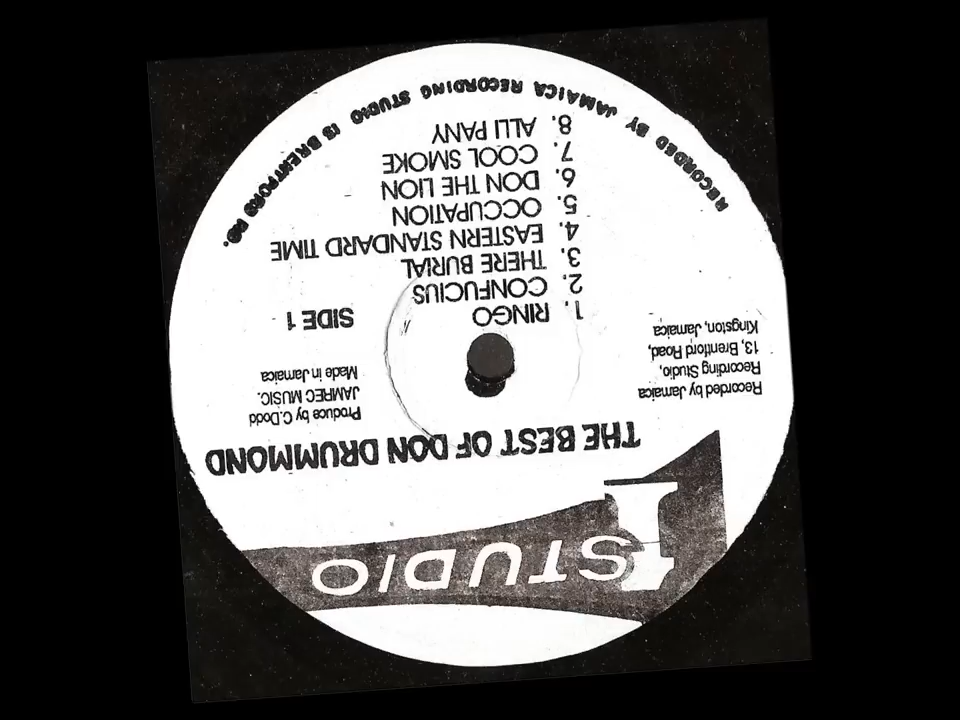 STUDIO 1
THE BEST OF DON DRUMMOND
Recorded by Jamaica
Recording Studio,
13, Brentford Road,
Kingston, Jamaica
Produce by C.Dodd
JAMREC MUSIC.
Made in Jamaica
SIDE 1
1. RINGO
2. CONFUCIUS
3. THERE BURIAL
4. EASTERN STANDARD TIME
5. OCCUPATION
6. DON THE LION
7. COOL SMOKE
8. ALLI PANY
RECORDED BY JAMAICA RECORDING STUDIO 13 BRENTFORD RD.